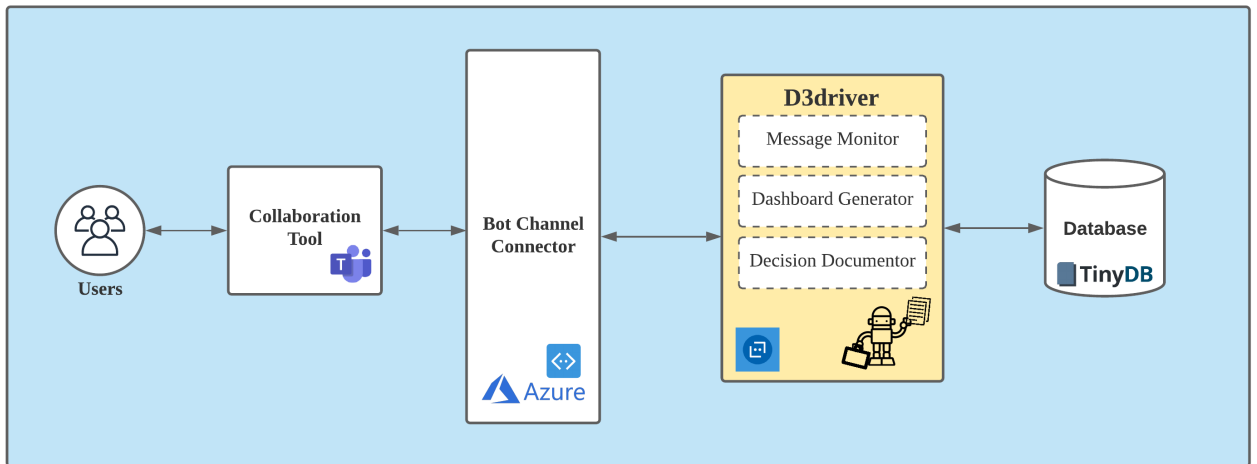 Users
Collaboration
Tool
T
Bot Channel
Connector
Azure
D3driver
Message Monitor
Dashboard Generator
Decision Documentor
Database
TinyDB